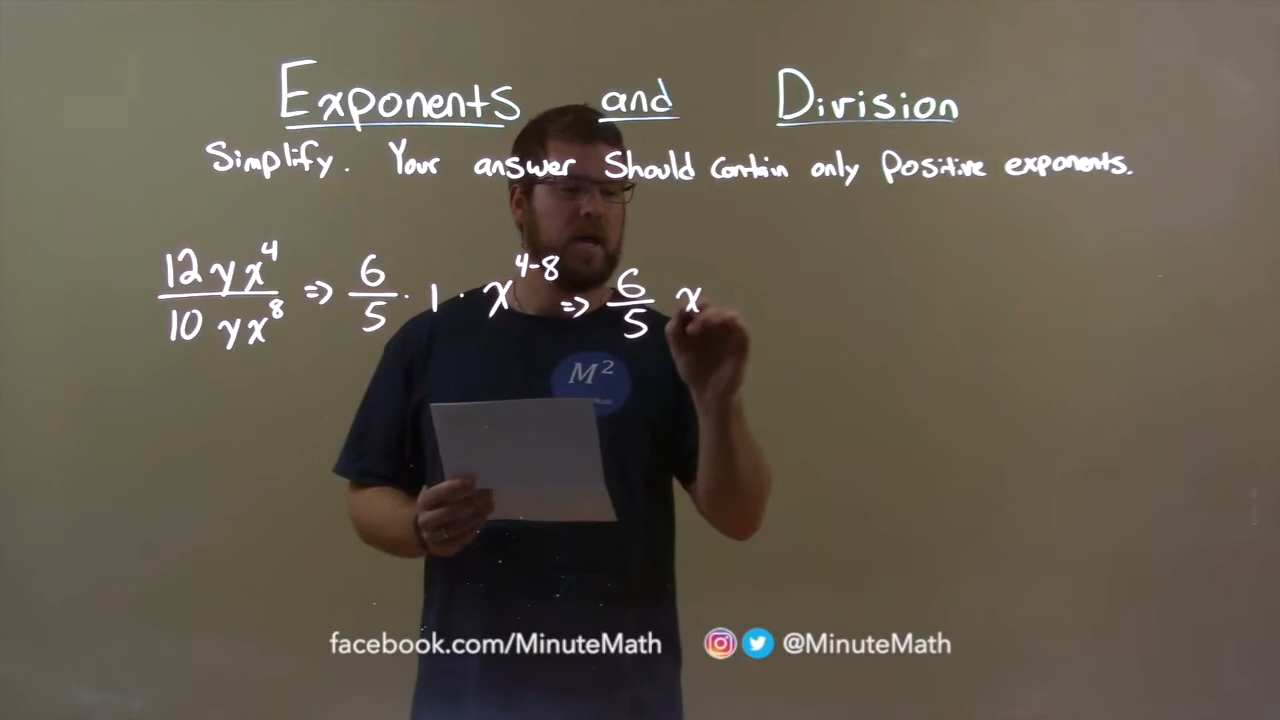 Exponents and Division
Simplify. Your answer Should Contain only Positive exponents.
12yx⁴/10yx⁸ => 6/5 · 1 · x⁴⁻⁸ => 6/5 x
M²
facebook.com/MinuteMath @MinuteMath